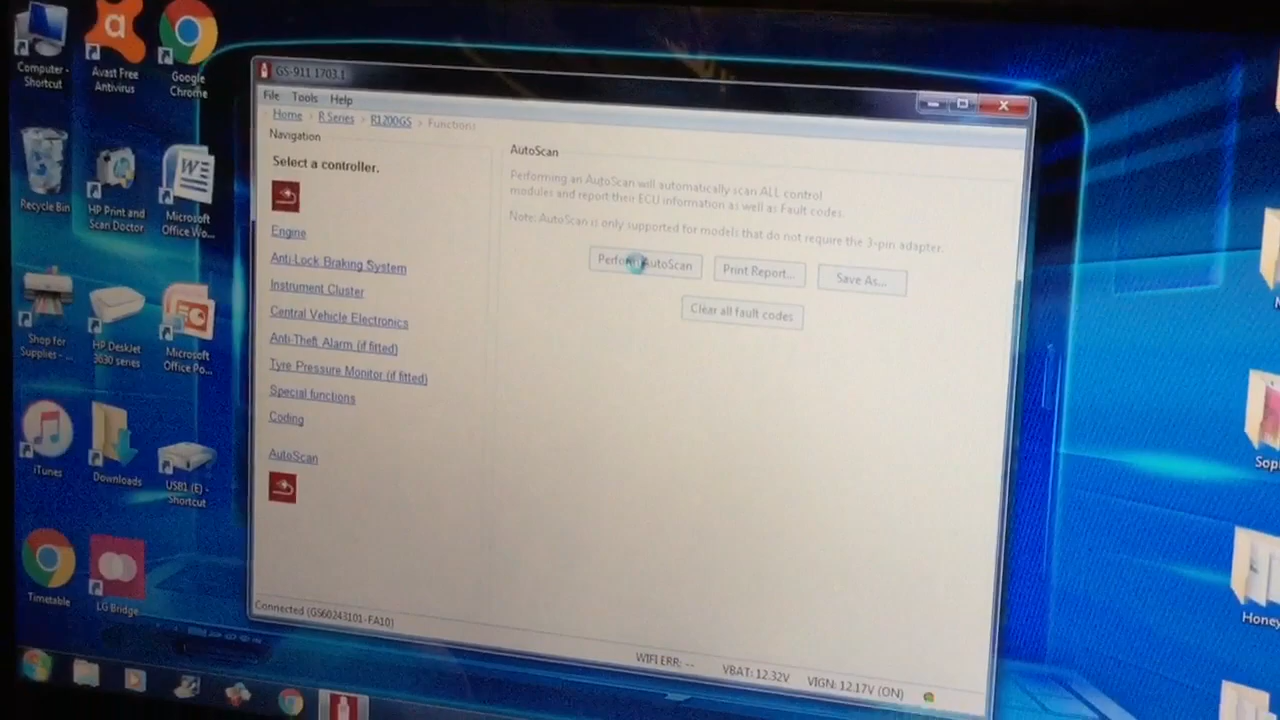 Computer - Shortcut
Avast Free Antivirus
Google Chrome
Recycle Bin
HP Print and Scan Doctor
Microsoft Office Wo...
Shop for Supplies - ...
HP DeskJet 3630 series
Microsoft Office Po...
iTunes
Downloads
USB1 (E) - Shortcut
Timetable
LG Bridge
GS-911 1703.1
File Tools Help
Home > R Series > R1200GS > Functions
Navigation
Select a controller.
Engine
Anti-Lock Braking System
Instrument Cluster
Central Vehicle Electronics
Anti-Theft Alarm (if fitted)
Tyre Pressure Monitor (if fitted)
Special functions
Coding
AutoScan
AutoScan
Performing an AutoScan will automatically scan ALL control
modules and report their ECU information as well as Fault codes.
Note: AutoScan is only supported for models that do not require the 3-pin adapter.
Perform AutoScan Print Report... Save As...
Clear all fault codes
Connected (GS60243101-FA10)
WIFI ERR: -- VBAT: 12.32V VIGN: 12.17V (ON)
Sop
Honey